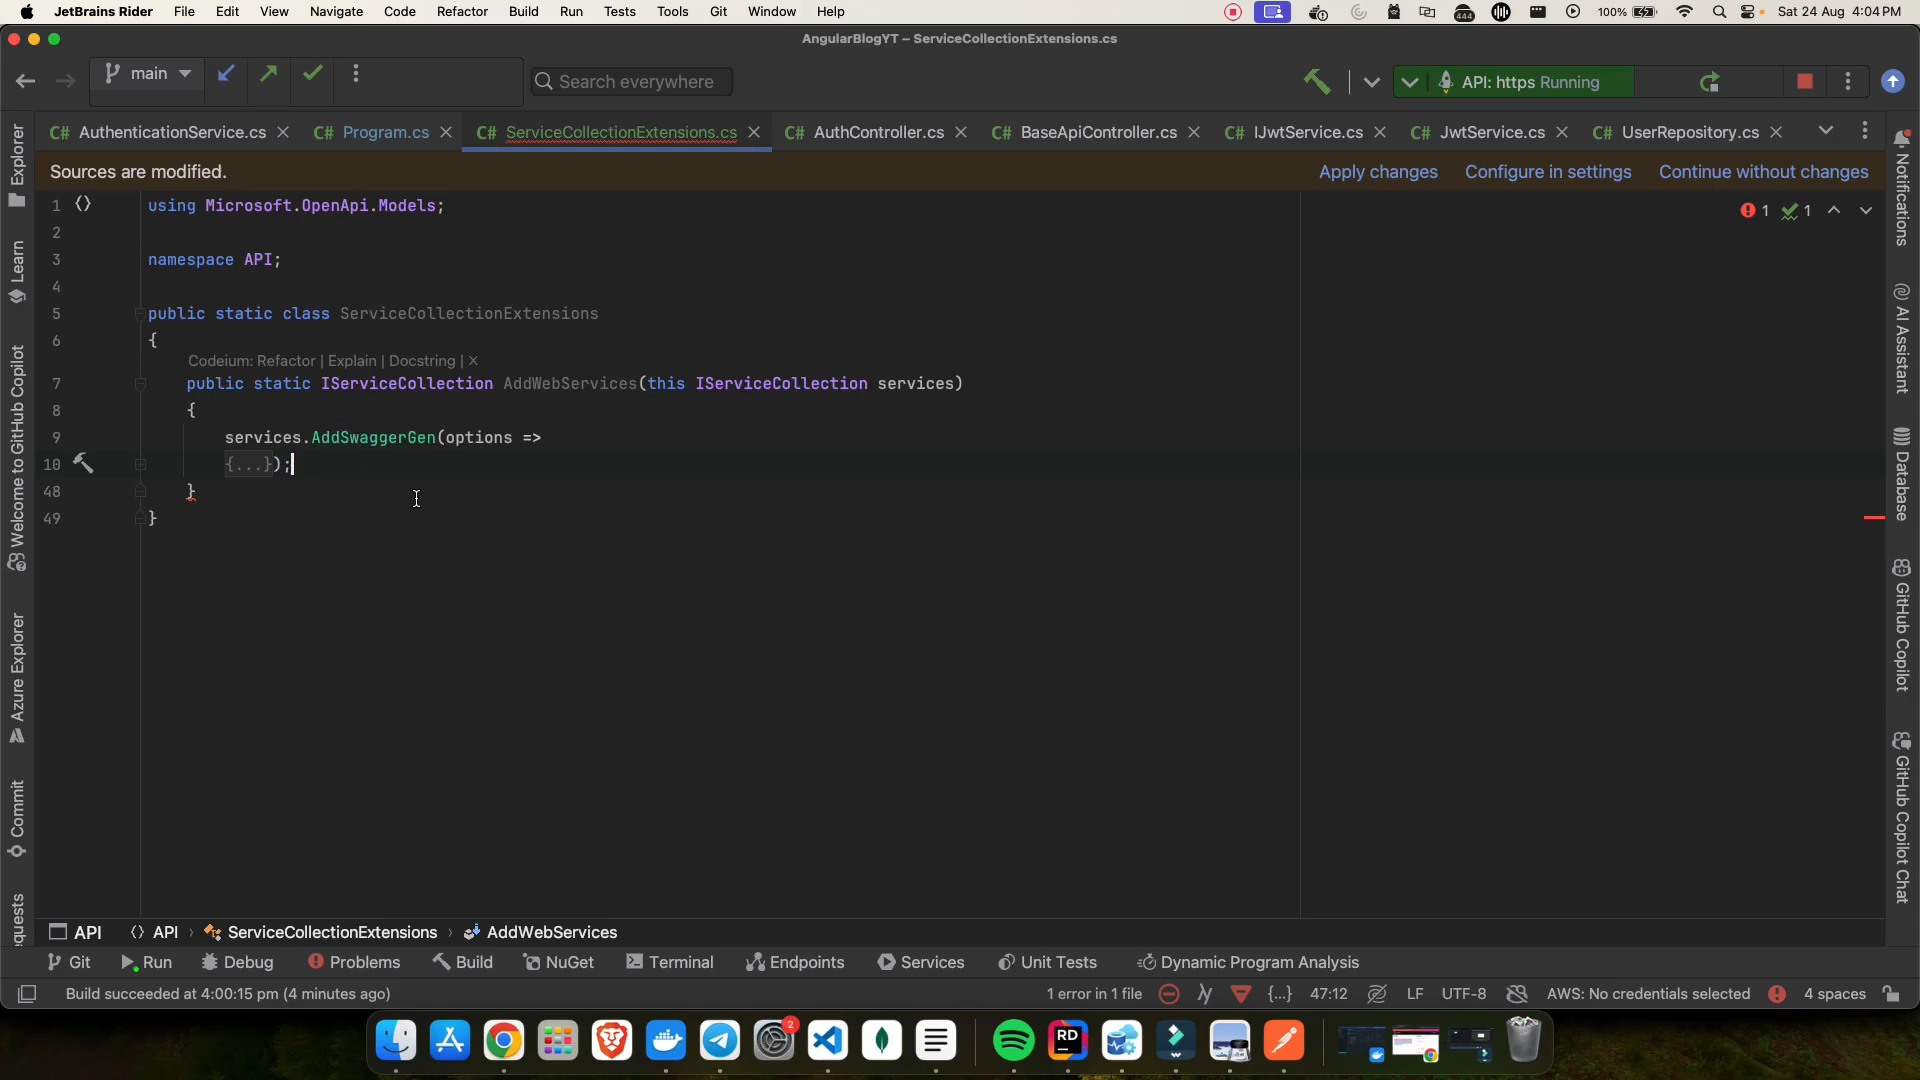 JetBrains Rider File Edit View Navigate Code Refactor Build Run Tests Tools Git Window Help 444 100% Sat 24 Aug 4:04 PM
AngularBlogYT – ServiceCollectionExtensions.cs
main Search everywhere API: https Running
C# AuthenticationService.cs C# Program.cs C# ServiceCollectionExtensions.cs C# AuthController.cs C# BaseApiController.cs C# IJwtService.cs C# JwtService.cs C# UserRepository.cs
Sources are modified. Apply changes Configure in settings Continue without changes
1 using Microsoft.OpenApi.Models; 1 1
2
3 namespace API;
4
5 public static class ServiceCollectionExtensions
6 {
Codeium: Refactor | Explain | Docstring | ×
7 public static IServiceCollection AddWebServices(this IServiceCollection services)
8 {
9 services.AddSwaggerGen(options =>
10 {...});
48 }
49 }
Explorer
Learn
Welcome to GitHub Copilot
Azure Explorer
Commit
equests
Notifications
AI Assistant
Database
GitHub Copilot
GitHub Copilot Chat
API API ServiceCollectionExtensions AddWebServices
Git Run Debug Problems Build NuGet Terminal Endpoints Services Unit Tests Dynamic Program Analysis
Build succeeded at 4:00:15 pm (4 minutes ago) 1 error in 1 file {...} 47:12 LF UTF-8 AWS: No credentials selected 4 spaces
2 RD